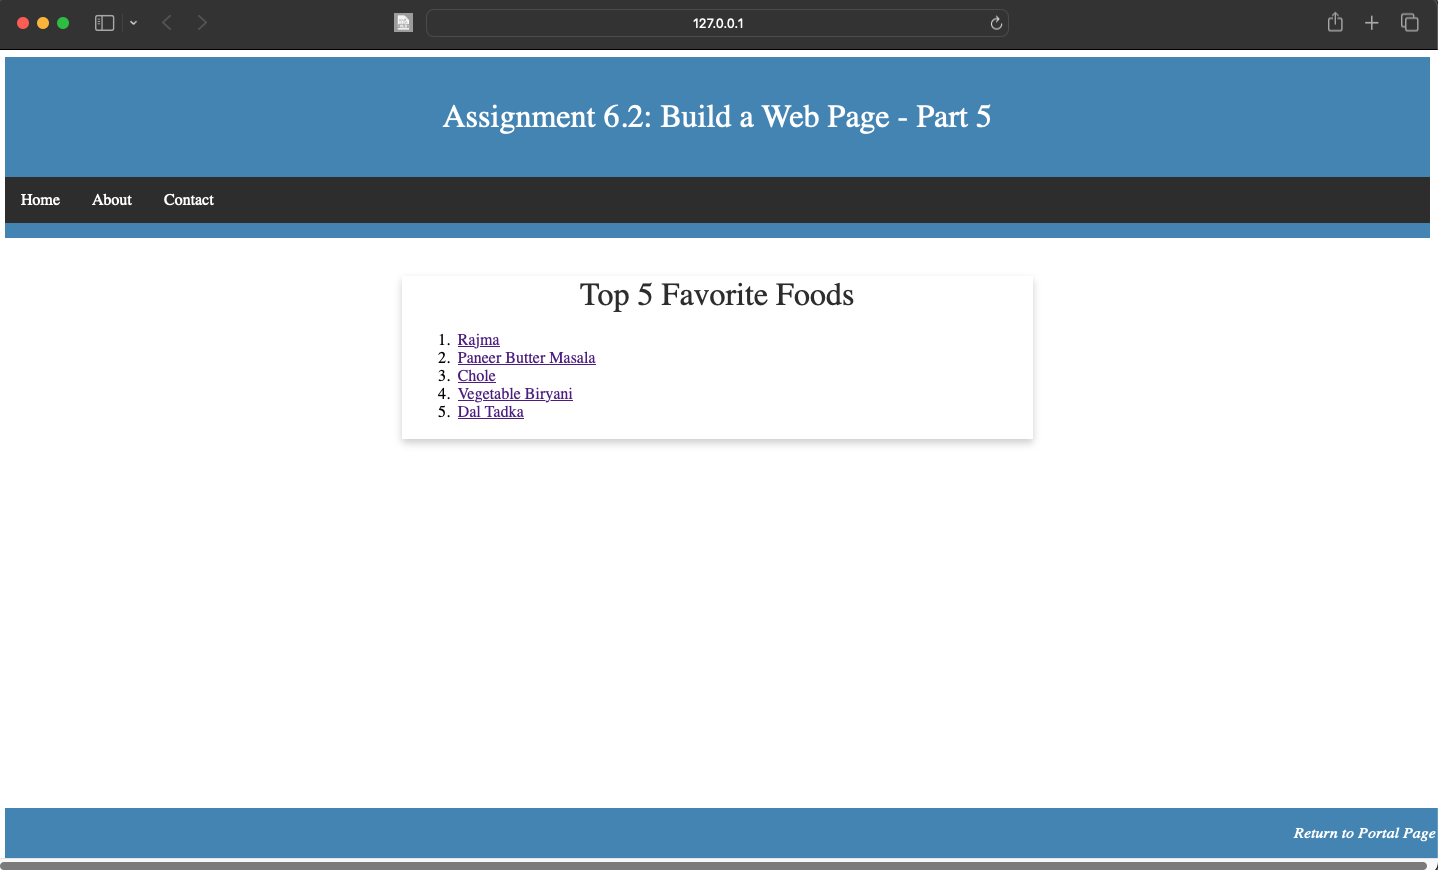 127.0.0.1
Assignment 6.2: Build a Web Page - Part 5
Home About Contact
Top 5 Favorite Foods
1. Rajma
2. Paneer Butter Masala
3. Chole
4. Vegetable Biryani
5. Dal Tadka
Return to Portal Page